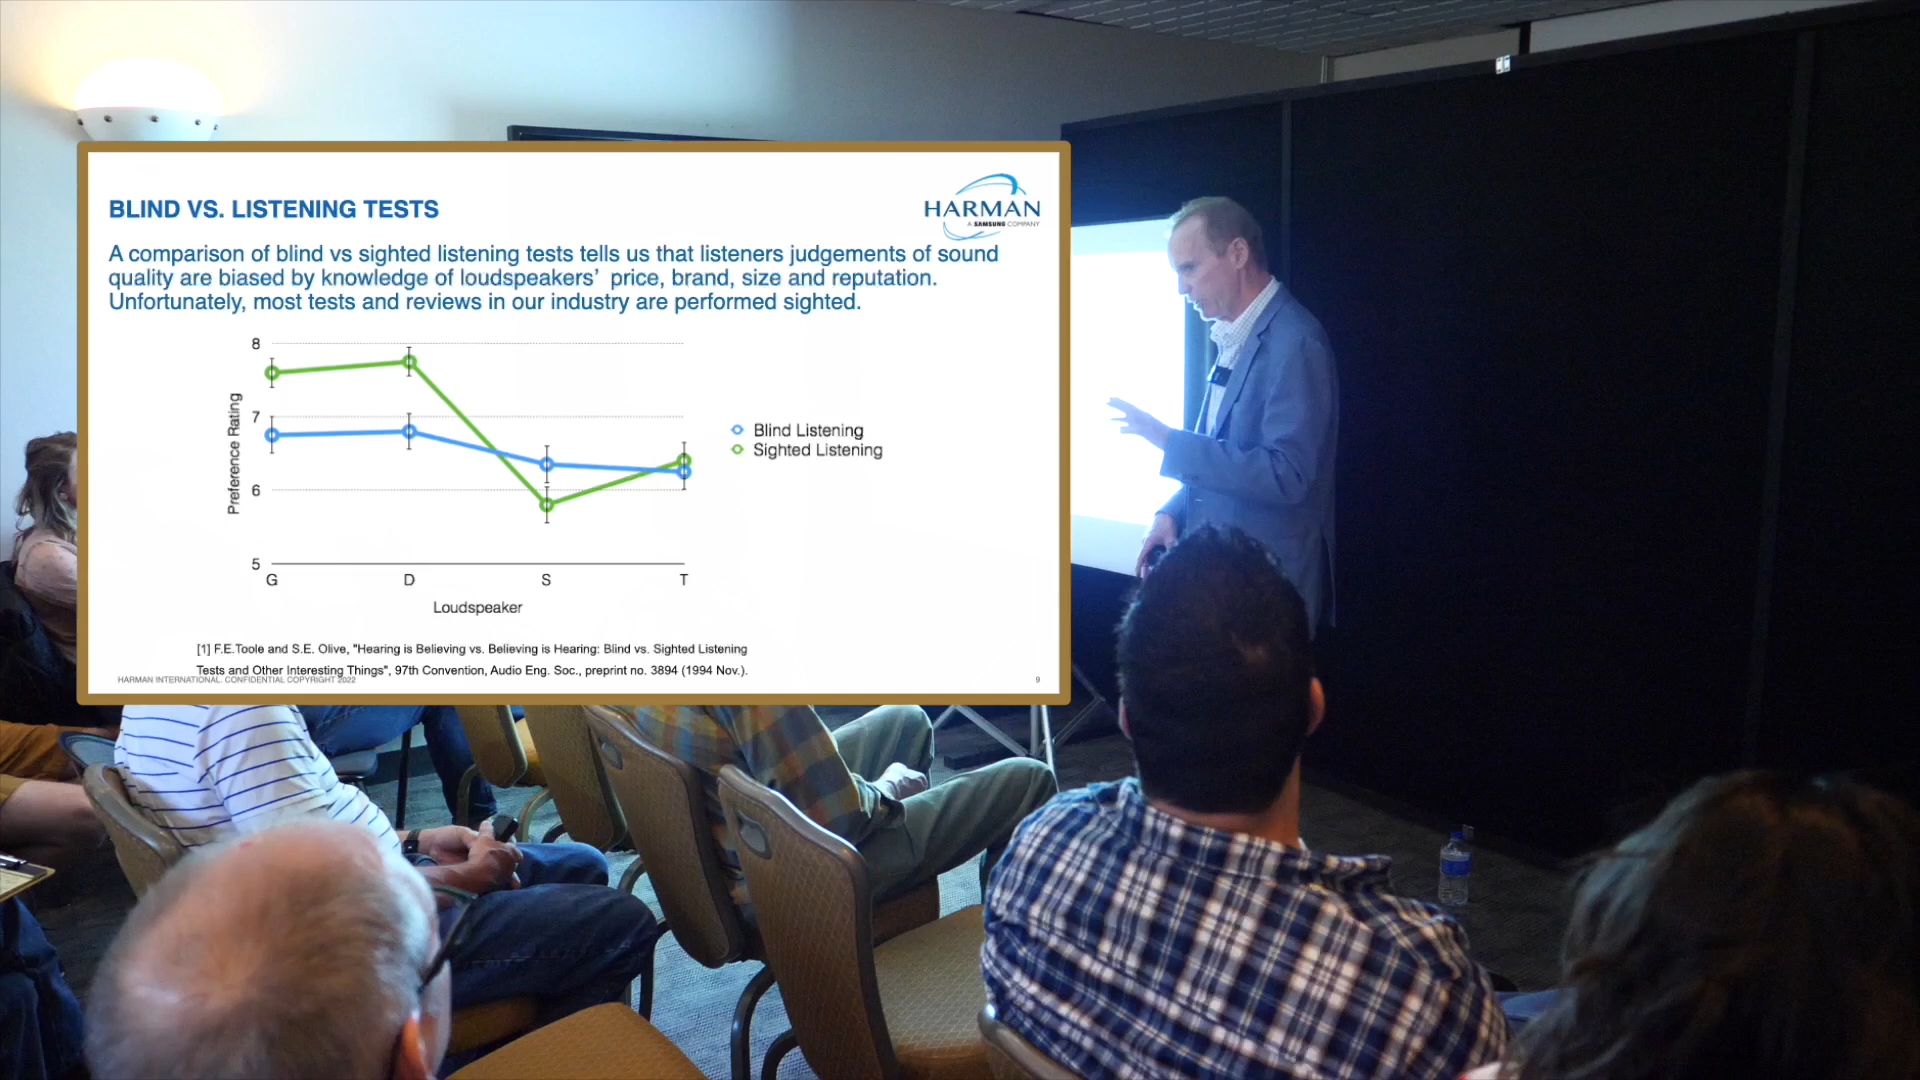 BLIND VS. LISTENING TESTS
HARMAN
A SAMSUNG COMPANY
A comparison of blind vs sighted listening tests tells us that listeners judgements of sound
quality are biased by knowledge of loudspeakers' price, brand, size and reputation.
Unfortunately, most tests and reviews in our industry are performed sighted.
8
7
6
5
Preference Rating
G D S T
Loudspeaker
Blind Listening
Sighted Listening
[1] F.E.Toole and S.E. Olive, "Hearing is Believing vs. Believing is Hearing: Blind vs. Sighted Listening
Tests and Other Interesting Things", 97th Convention, Audio Eng. Soc., preprint no. 3894 (1994 Nov.).
HARMAN INTERNATIONAL. CONFIDENTIAL COPYRIGHT 2022
9